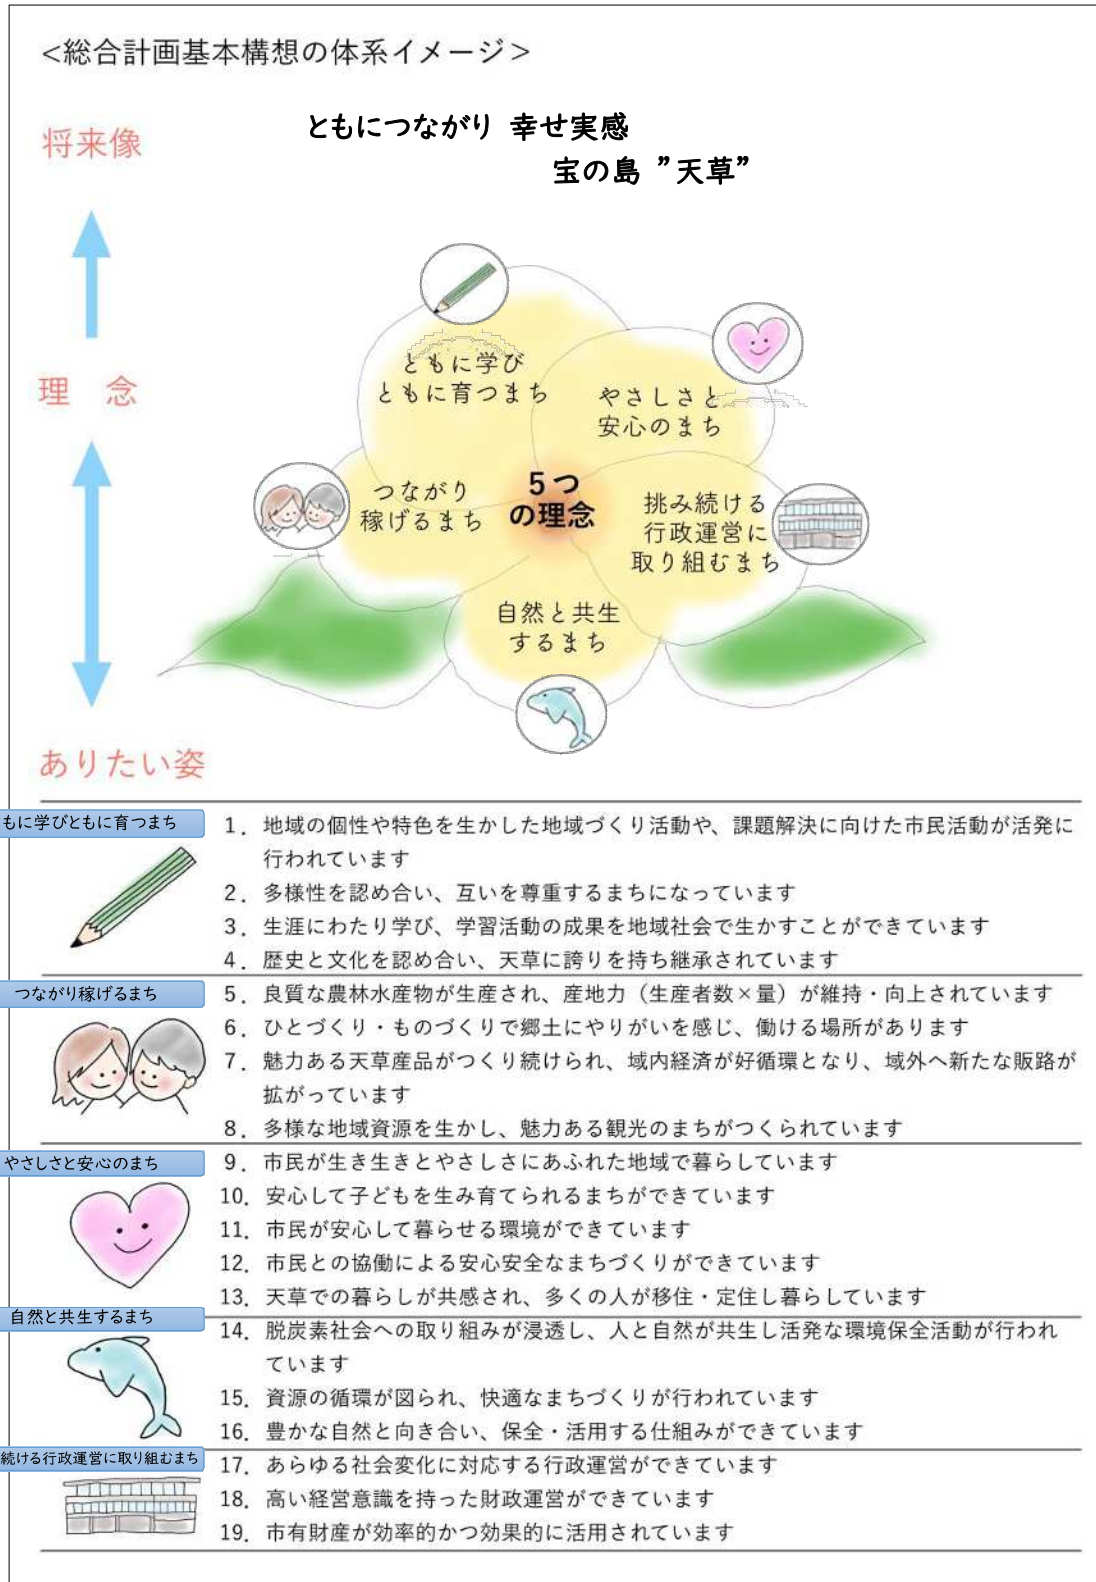 <総合計画基本構想の体系イメージ>
将来像
ともにつながり 幸せ実感
宝の島 ”天草”
ともに学び
ともに育つまち
やさしさと
安心のまち
理 念
つながり
稼げるまち
5つ
の理念
挑み続ける
行政運営に
取り組むまち
自然と共生
するまち
ありたい姿
もに学びともに育つまち
1. 地域の個性や特色を生かした地域づくり活動や、課題解決に向けた市民活動が活発に
行われています
2. 多様性を認め合い、互いを尊重するまちになっています
3. 生涯にわたり学び、学習活動の成果を地域社会で生かすことができています
4. 歴史と文化を認め合い、天草に誇りを持ち継承されています
つながり稼げるまち
5. 良質な農林水産物が生産され、産地力（生産者数×量）が維持・向上されています
6. ひとづくり・ものづくりで郷土にやりがいを感じ、働ける場所があります
7. 魅力ある天草産品がつくり続けられ、域内経済が好循環となり、域外へ新たな販路が
拡がっています
8. 多様な地域資源を生かし、魅力ある観光のまちがつくられています
やさしさと安心のまち
9. 市民が生き生きとやさしさにあふれた地域で暮らしています
10. 安心して子どもを生み育てられるまちができています
11. 市民が安心して暮らせる環境ができています
12. 市民との協働による安心安全なまちづくりができています
13. 天草での暮らしが共感され、多くの人が移住・定住し暮らしています
自然と共生するまち
14. 脱炭素社会への取り組みが浸透し、人と自然が共生し活発な環境保全活動が行われ
ています
15. 資源の循環が図られ、快適なまちづくりが行われています
16. 豊かな自然と向き合い、保全・活用する仕組みができています
続ける行政運営に取り組むまち
17. あらゆる社会変化に対応する行政運営ができています
18. 高い経営意識を持った財政運営ができています
19. 市有財産が効率的かつ効果的に活用されています